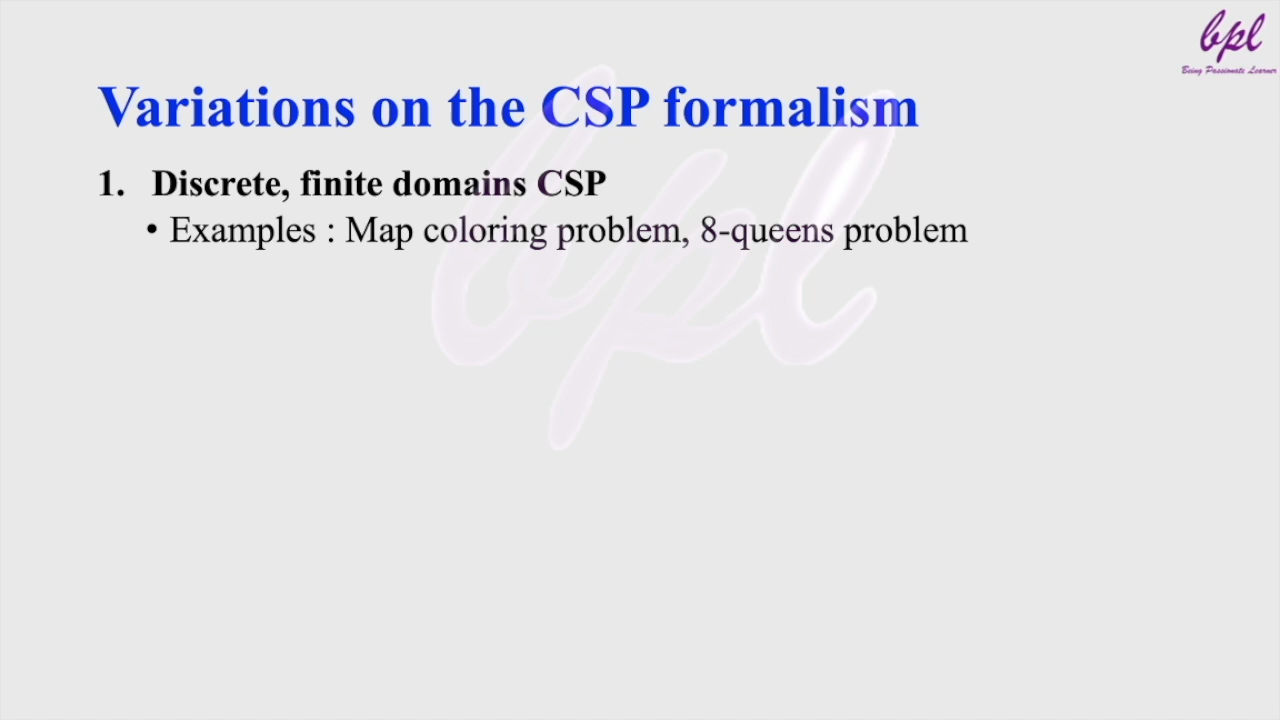 bpl
Being Passionate Learner
Variations on the CSP formalism
1. Discrete, finite domains CSP
• Examples : Map coloring problem, 8-queens problem
bpl